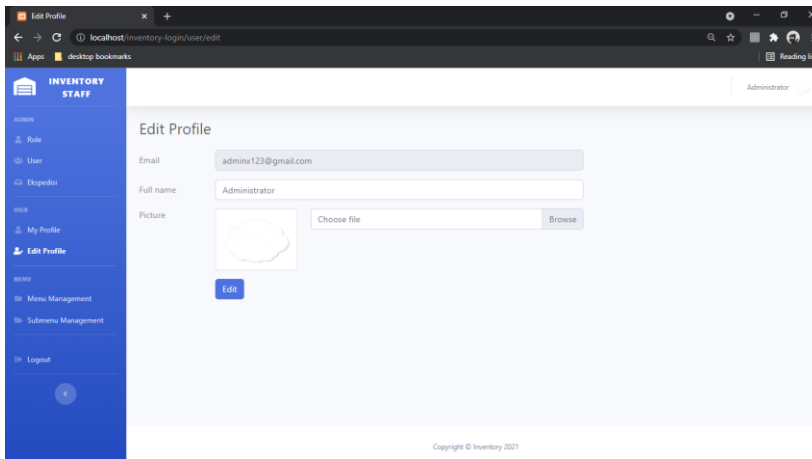 Edit Profile
localhost/inventory-login/user/edit
Apps desktop bookmarks Reading li
INVENTORY
STAFF
Administrator
ADMIN
Role
User
Ekspedisi
USER
My Profile
Edit Profile
MENU
Menu Management
Submenu Management
Logout
Edit Profile
Email adminx123@gmail.com
Full name Administrator
Picture Choose file Browse
Edit
Copyright © Inventory 2021